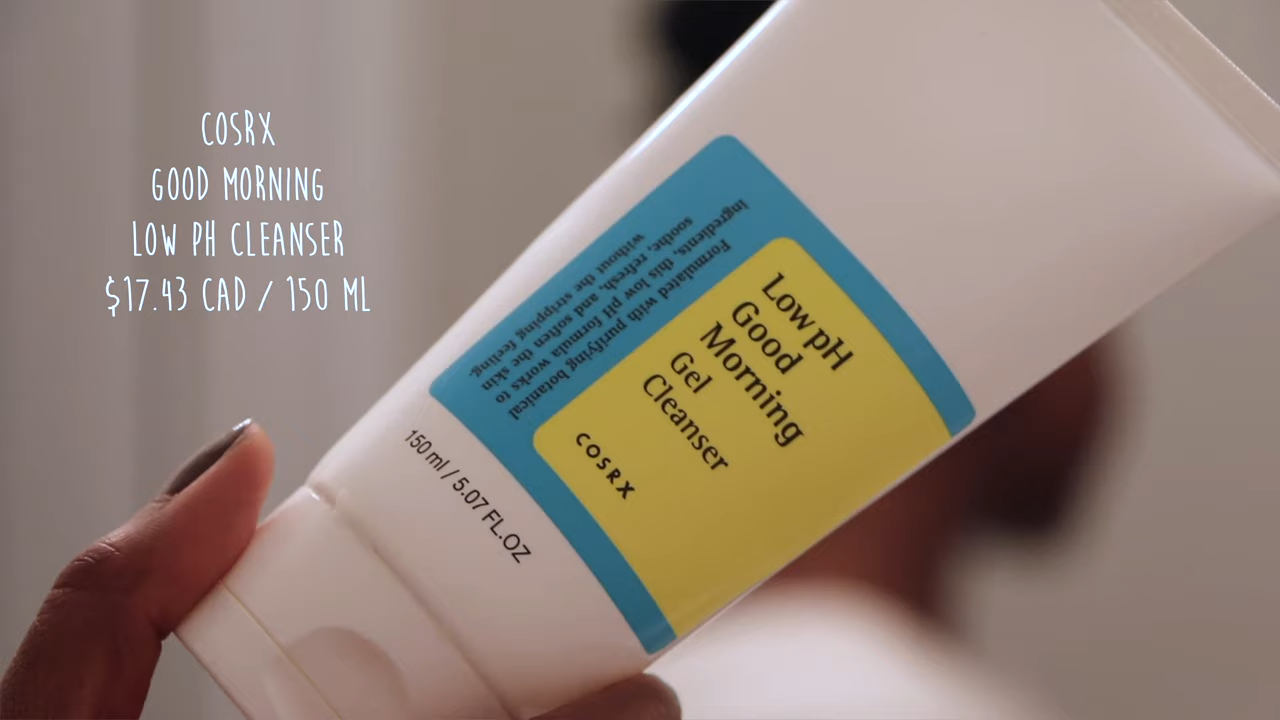 COSRX
GOOD MORNING
LOW PH CLEANSER
$17.43 CAD / 150 ML
Low pH
Good
Morning
Gel
Cleanser
COSRX
Formulated with purifying botanical
ingredients, this low pH formula works to
soothe, refresh, and soften the skin
without the stripping feeling.
150 ml / 5.07 FL.OZ